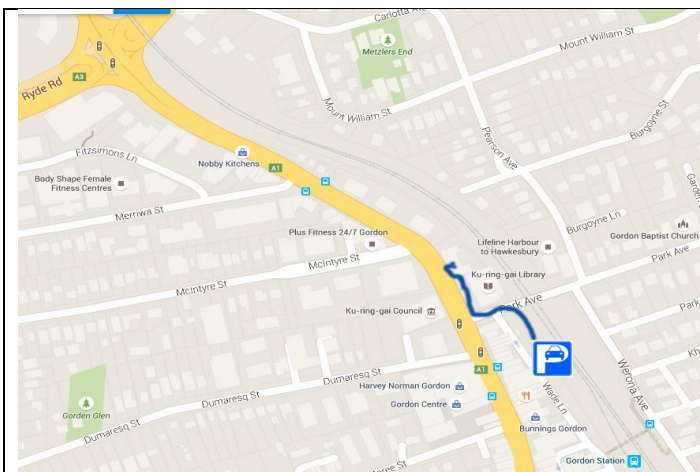 Carlotta Ave
Metzlers End
Mount William St
Mount William St
Ryde Rd
A3
Pearson Ave
Burgoyne St
Fitzsimons Ln
Nobby Kitchens
A1
Body Shape Female
Fitness Centres
Merriwa St
Burgoyne Ln
Garden
Gordon Baptist Church
Plus Fitness 24/7 Gordon
Lifeline Harbour
to Hawkesbury
McIntyre St
Park Ave
Ku-ring-gai Library
McIntyre St
Park Ave
Ku-ring-gai Council
P
Kh
A1
Werona Ave
Dumaresq St
Harvey Norman Gordon
Wade Ln
Gordon Centre
Dumaresq St
Gorden Glen
Bunnings Gordon
Dumaresq St
Gordon Station